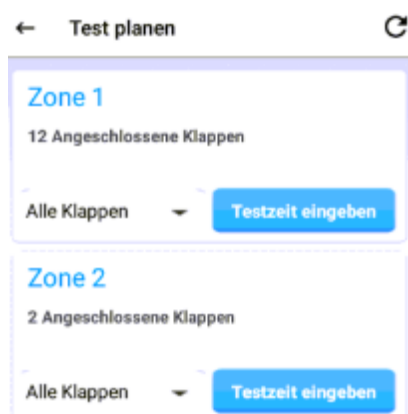 Test planen
Zone 1
12 Angeschlossene Klappen
Alle Klappen
Testzeit eingeben
Zone 2
2 Angeschlossene Klappen
Alle Klappen
Testzeit eingeben